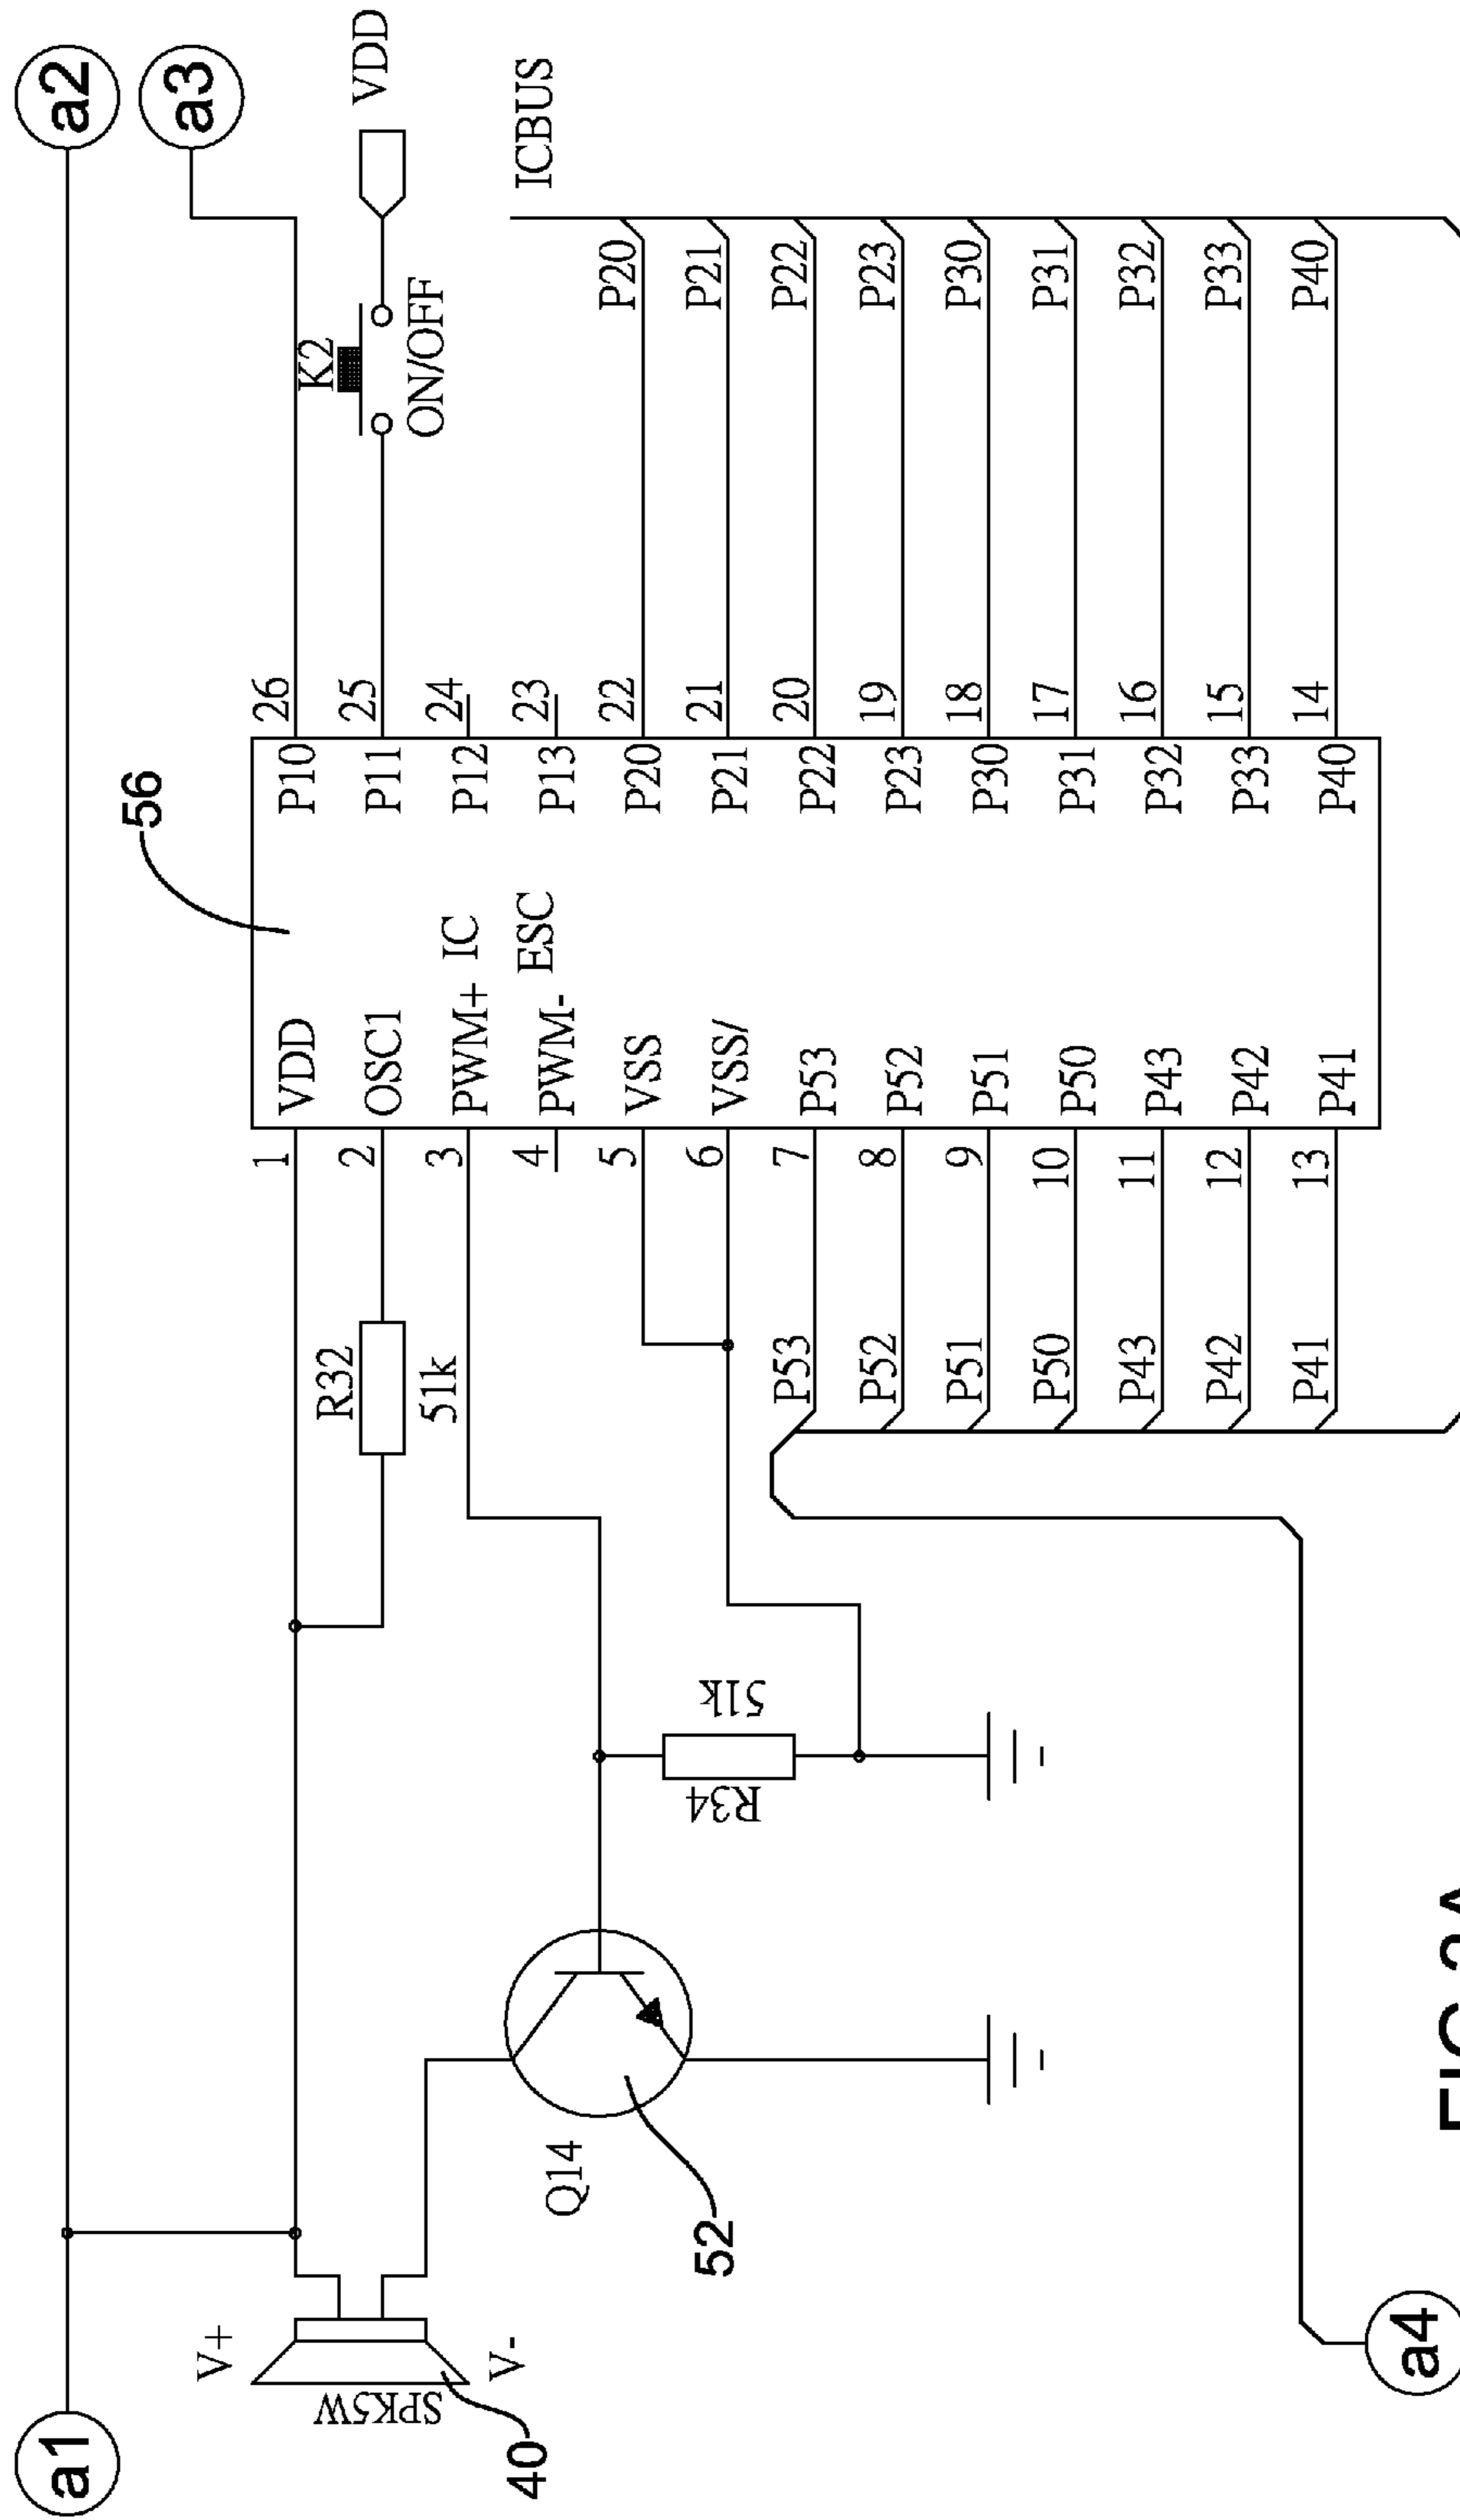 a1
a2
a3
V+
SPK5W
V-
40
Q14
52
R34
51k
R32
51k
56
1 VDD
2 OSC1
3 PWM+
4 PWM-
5 VSS
6 VSS/
P53 7 P53
P52 8 P52
P51 9 P51
P50 10 P50
P43 11 P43
P42 12 P42
P41 13 P41
IC
ESC
P10 26
P11 25
P12 24
P13 23
P20 22 P20
P21 21 P21
P22 20 P22
P23 19 P23
P30 18 P30
P31 17 P31
P32 16 P32
P33 15 P33
P40 14 P40
K2
ON/OFF
VDD
ICBUS
a4